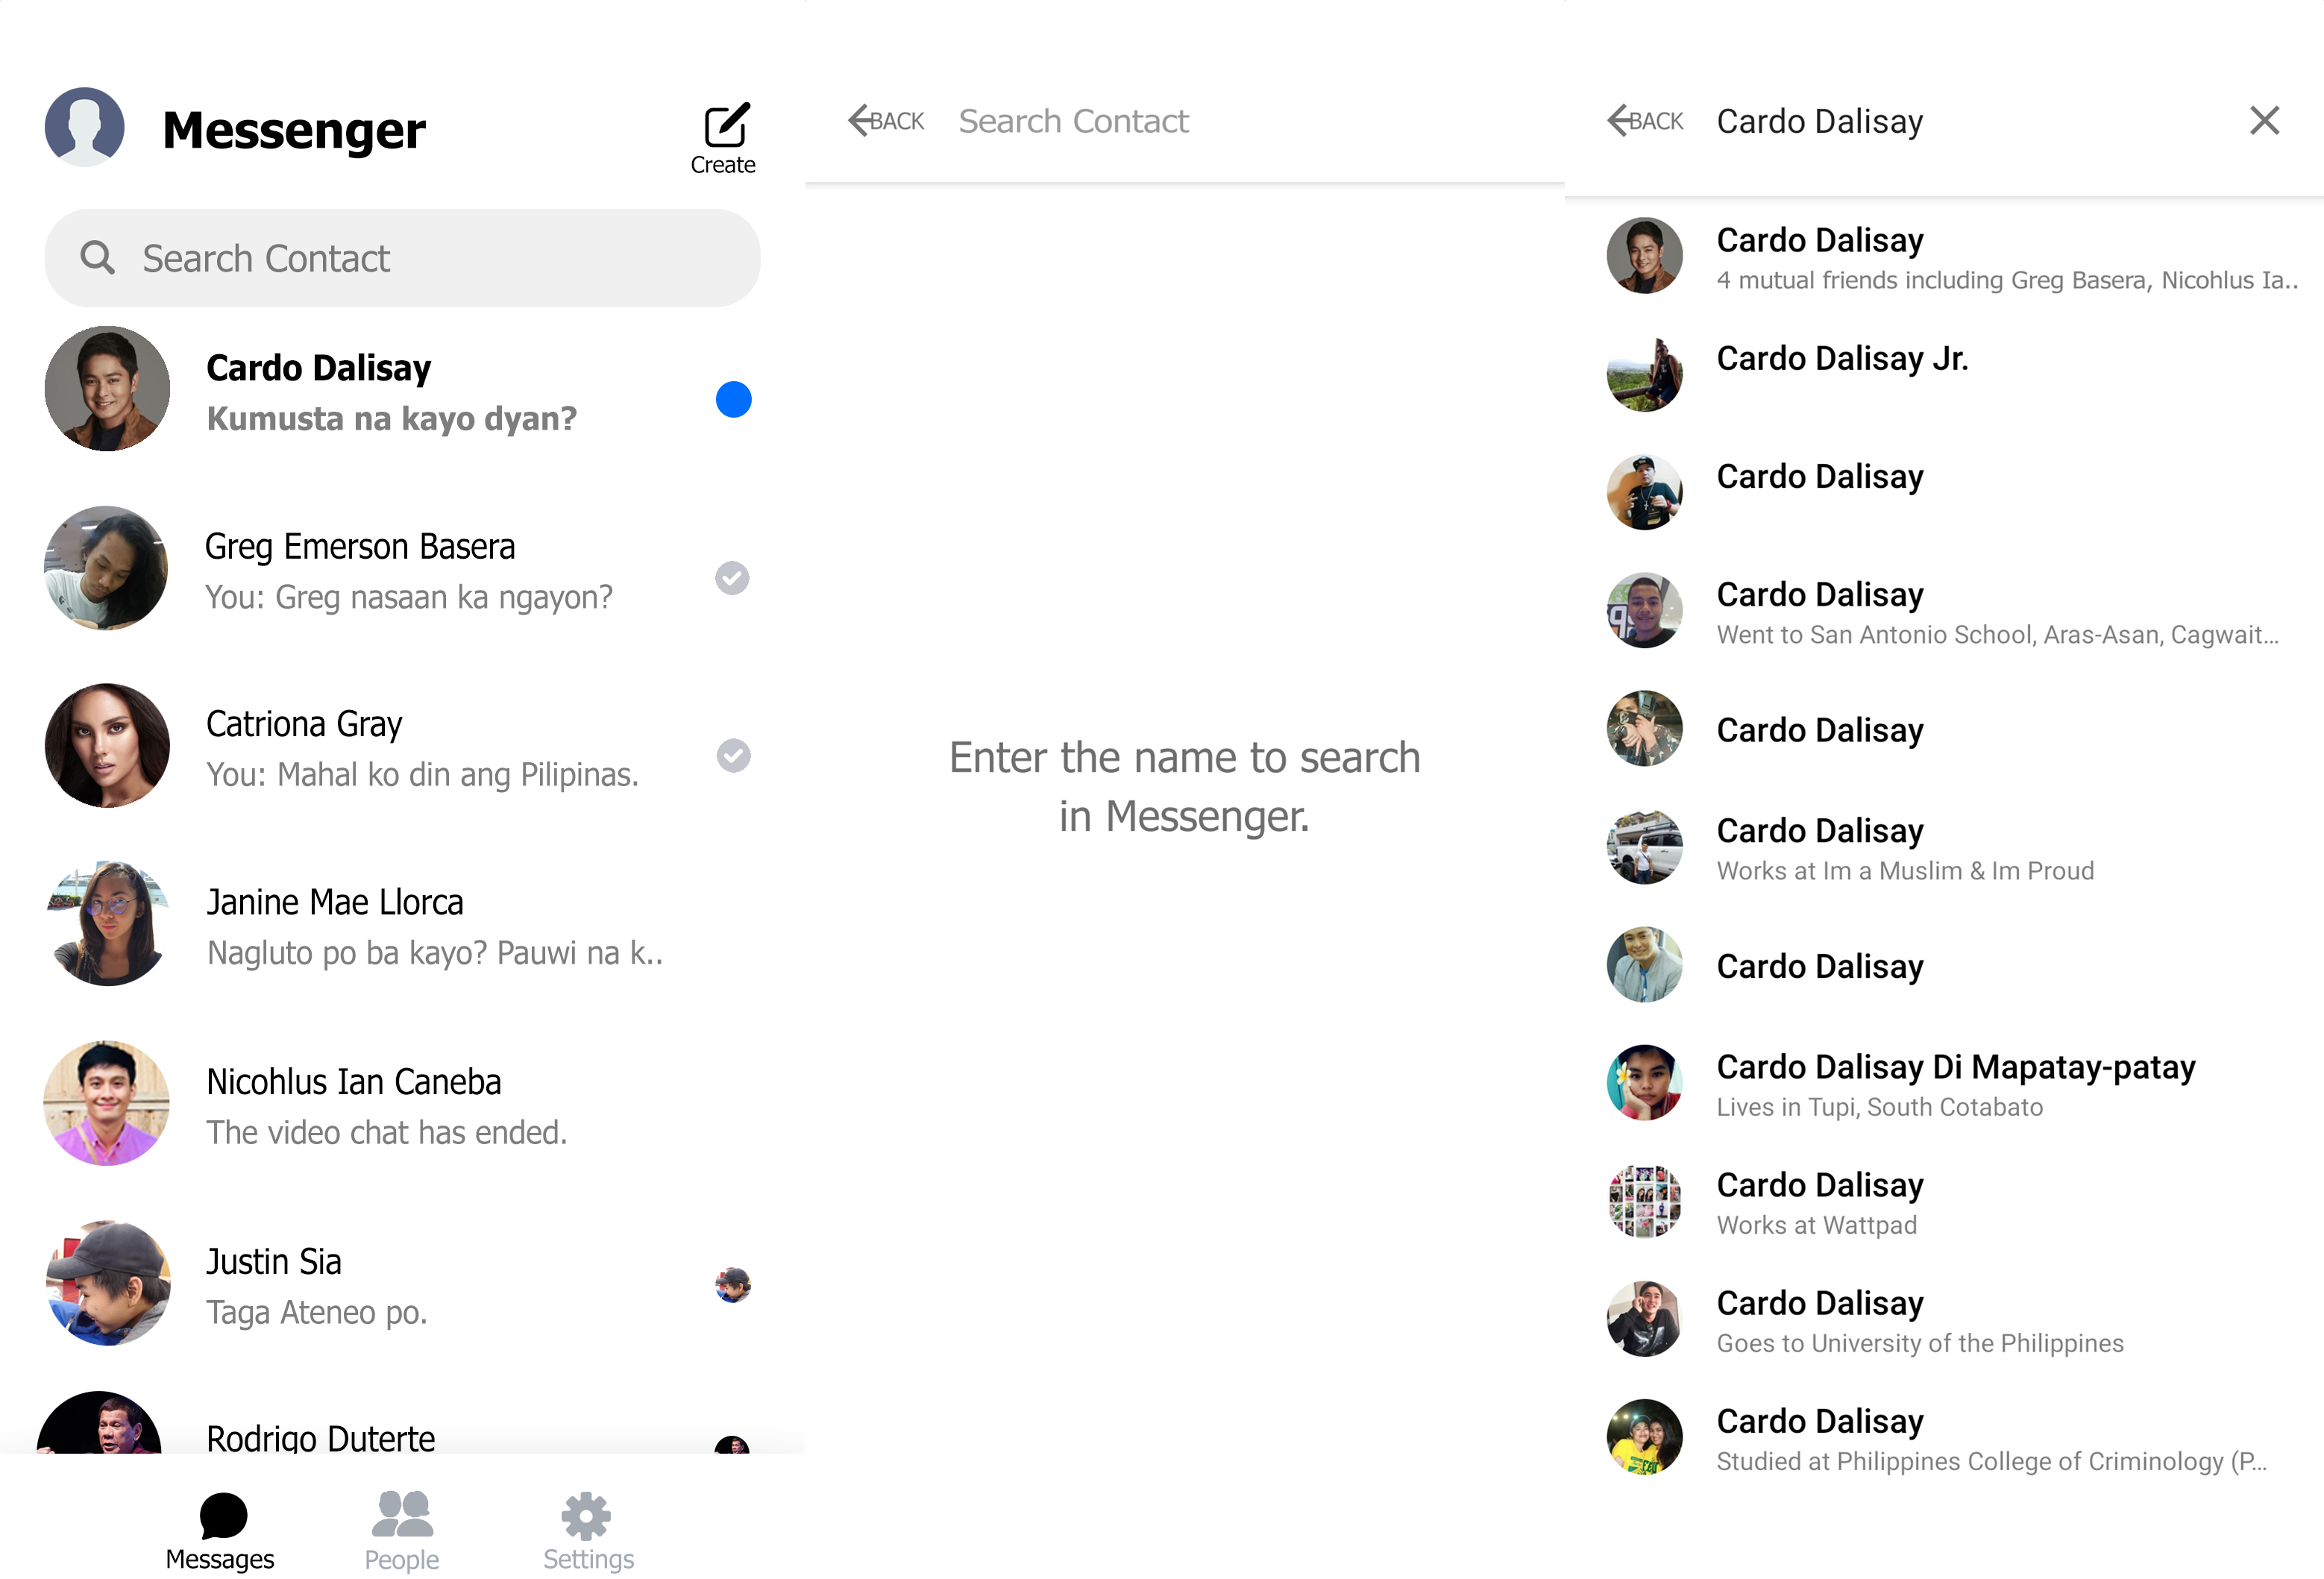 Messenger
Create
Search Contact
Cardo Dalisay
Kumusta na kayo dyan?
Greg Emerson Basera
You: Greg nasaan ka ngayon?
Catriona Gray
You: Mahal ko din ang Pilipinas.
Janine Mae Llorca
Nagluto po ba kayo? Pauwi na k..
Nicohlus Ian Caneba
The video chat has ended.
Justin Sia
Taga Ateneo po.
Rodrigo Duterte
Messages
People
Settings
BACK
Search Contact
Enter the name to search
in Messenger.
BACK
Cardo Dalisay
Cardo Dalisay
4 mutual friends including Greg Basera, Nicohlus Ia..
Cardo Dalisay Jr.
Cardo Dalisay
Cardo Dalisay
Went to San Antonio School, Aras-Asan, Cagwait...
Cardo Dalisay
Cardo Dalisay
Works at Im a Muslim & Im Proud
Cardo Dalisay
Cardo Dalisay Di Mapatay-patay
Lives in Tupi, South Cotabato
Cardo Dalisay
Works at Wattpad
Cardo Dalisay
Goes to University of the Philippines
Cardo Dalisay
Studied at Philippines College of Criminology (P...